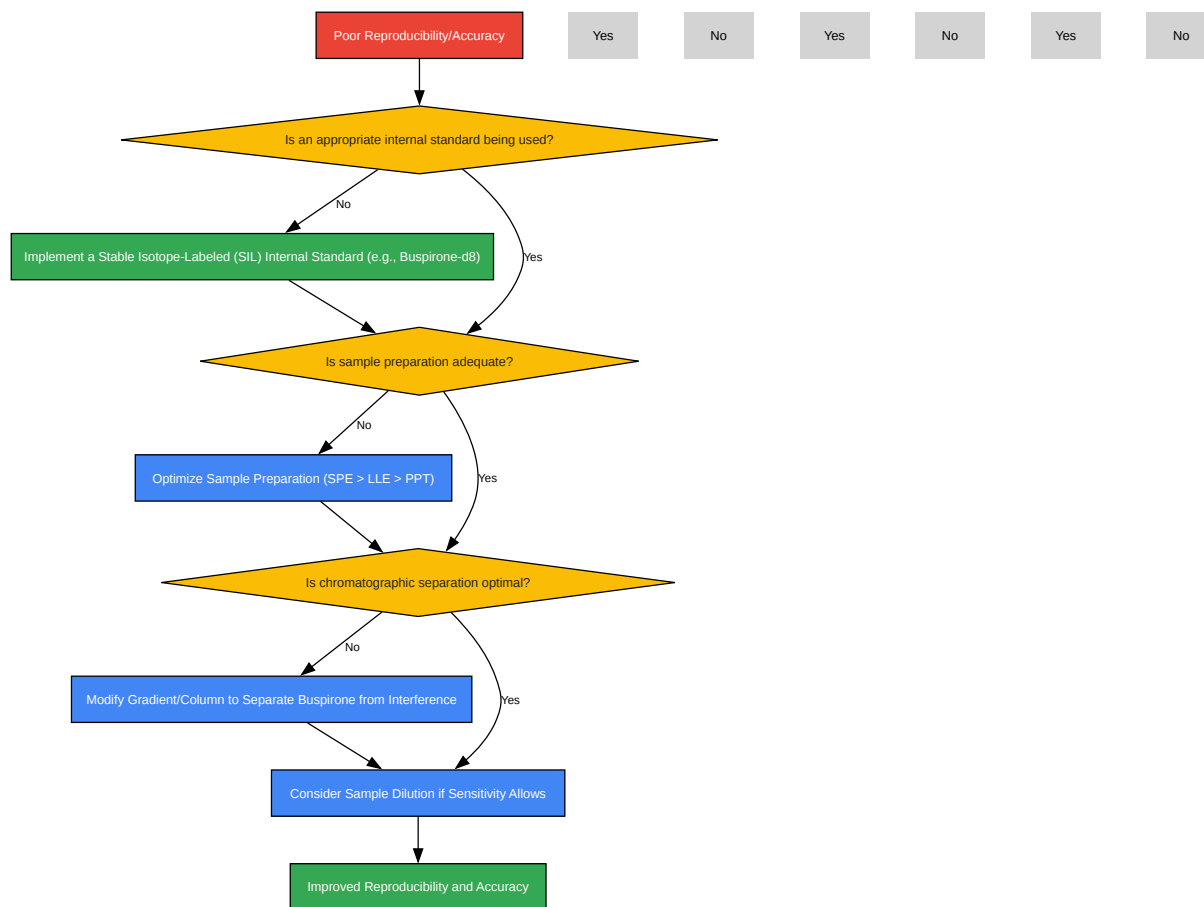 Poor Reproducibility/Accuracy
Yes
No
Yes
No
Yes
No
Is an appropriate internal standard being used?
No
Implement a Stable Isotope-Labeled (SIL) Internal Standard (e.g., Buspirone-d8)
Yes
Is sample preparation adequate?
No
Optimize Sample Preparation (SPE > LLE > PPT)
Yes
Is chromatographic separation optimal?
No
Modify Gradient/Column to Separate Buspirone from Interference
Yes
Consider Sample Dilution if Sensitivity Allows
Improved Reproducibility and Accuracy